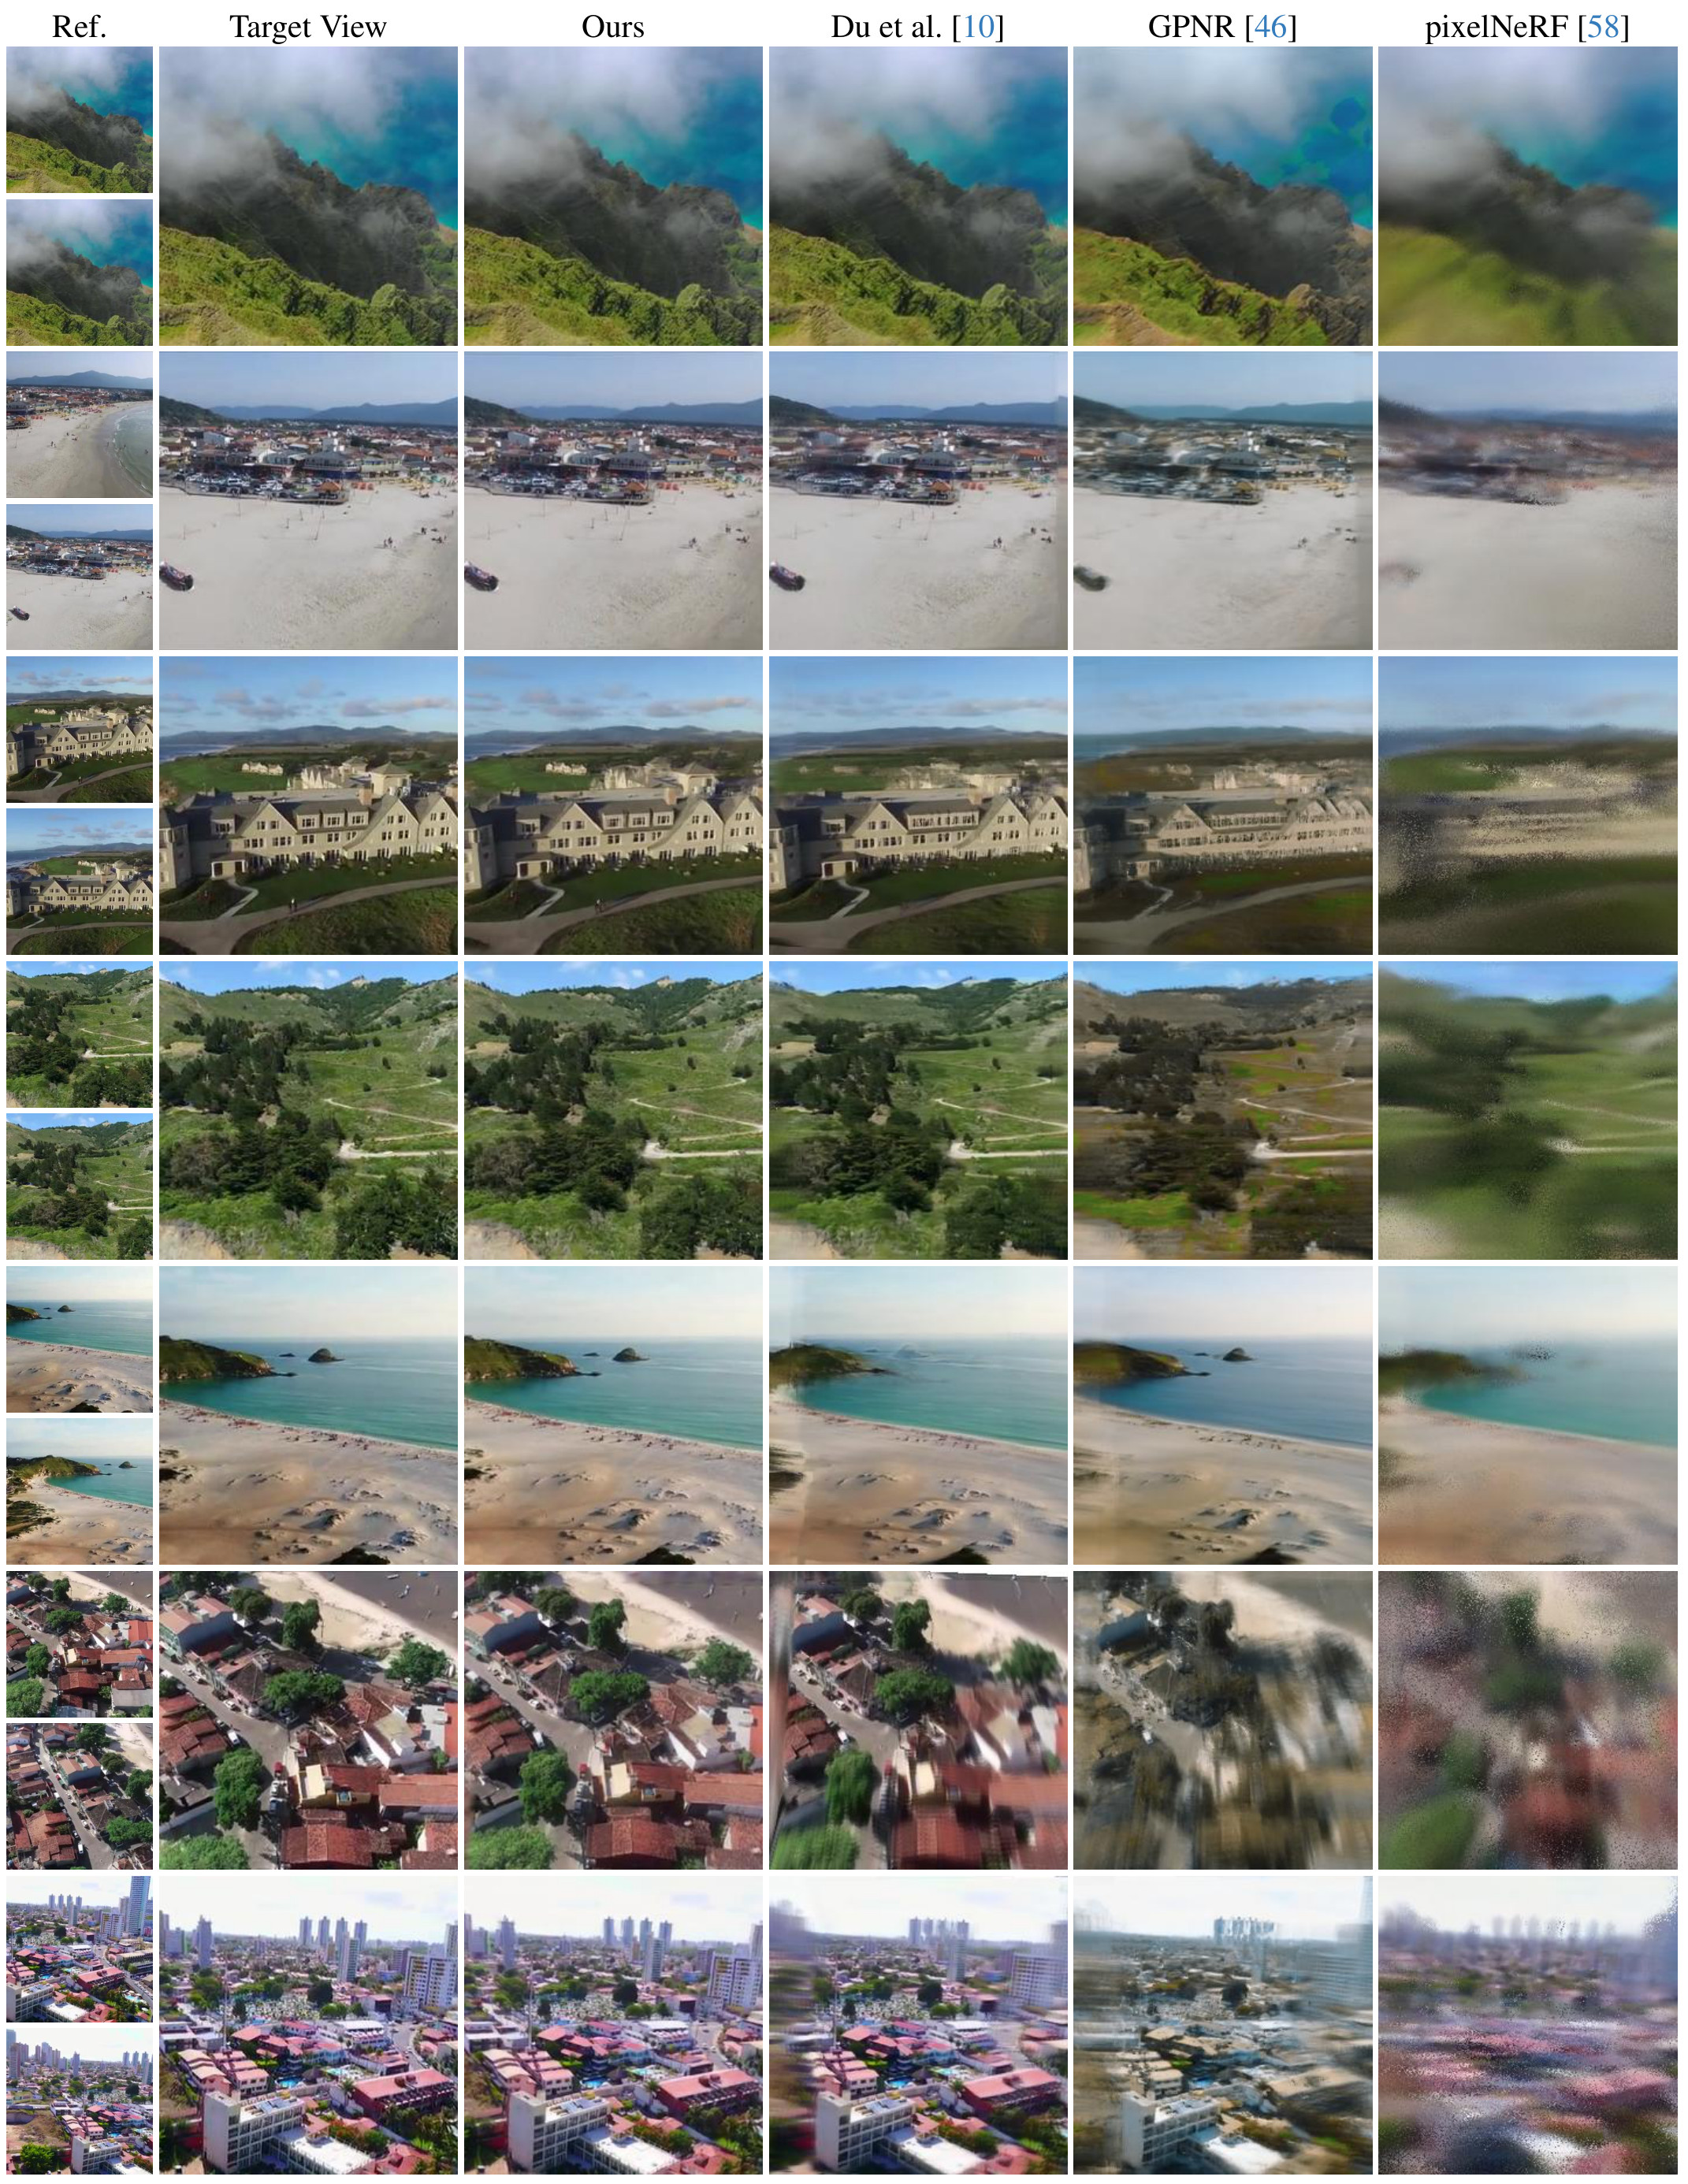 Ref. Target View Ours Du et al. [10] GPNR [46] pixelNeRF [58]